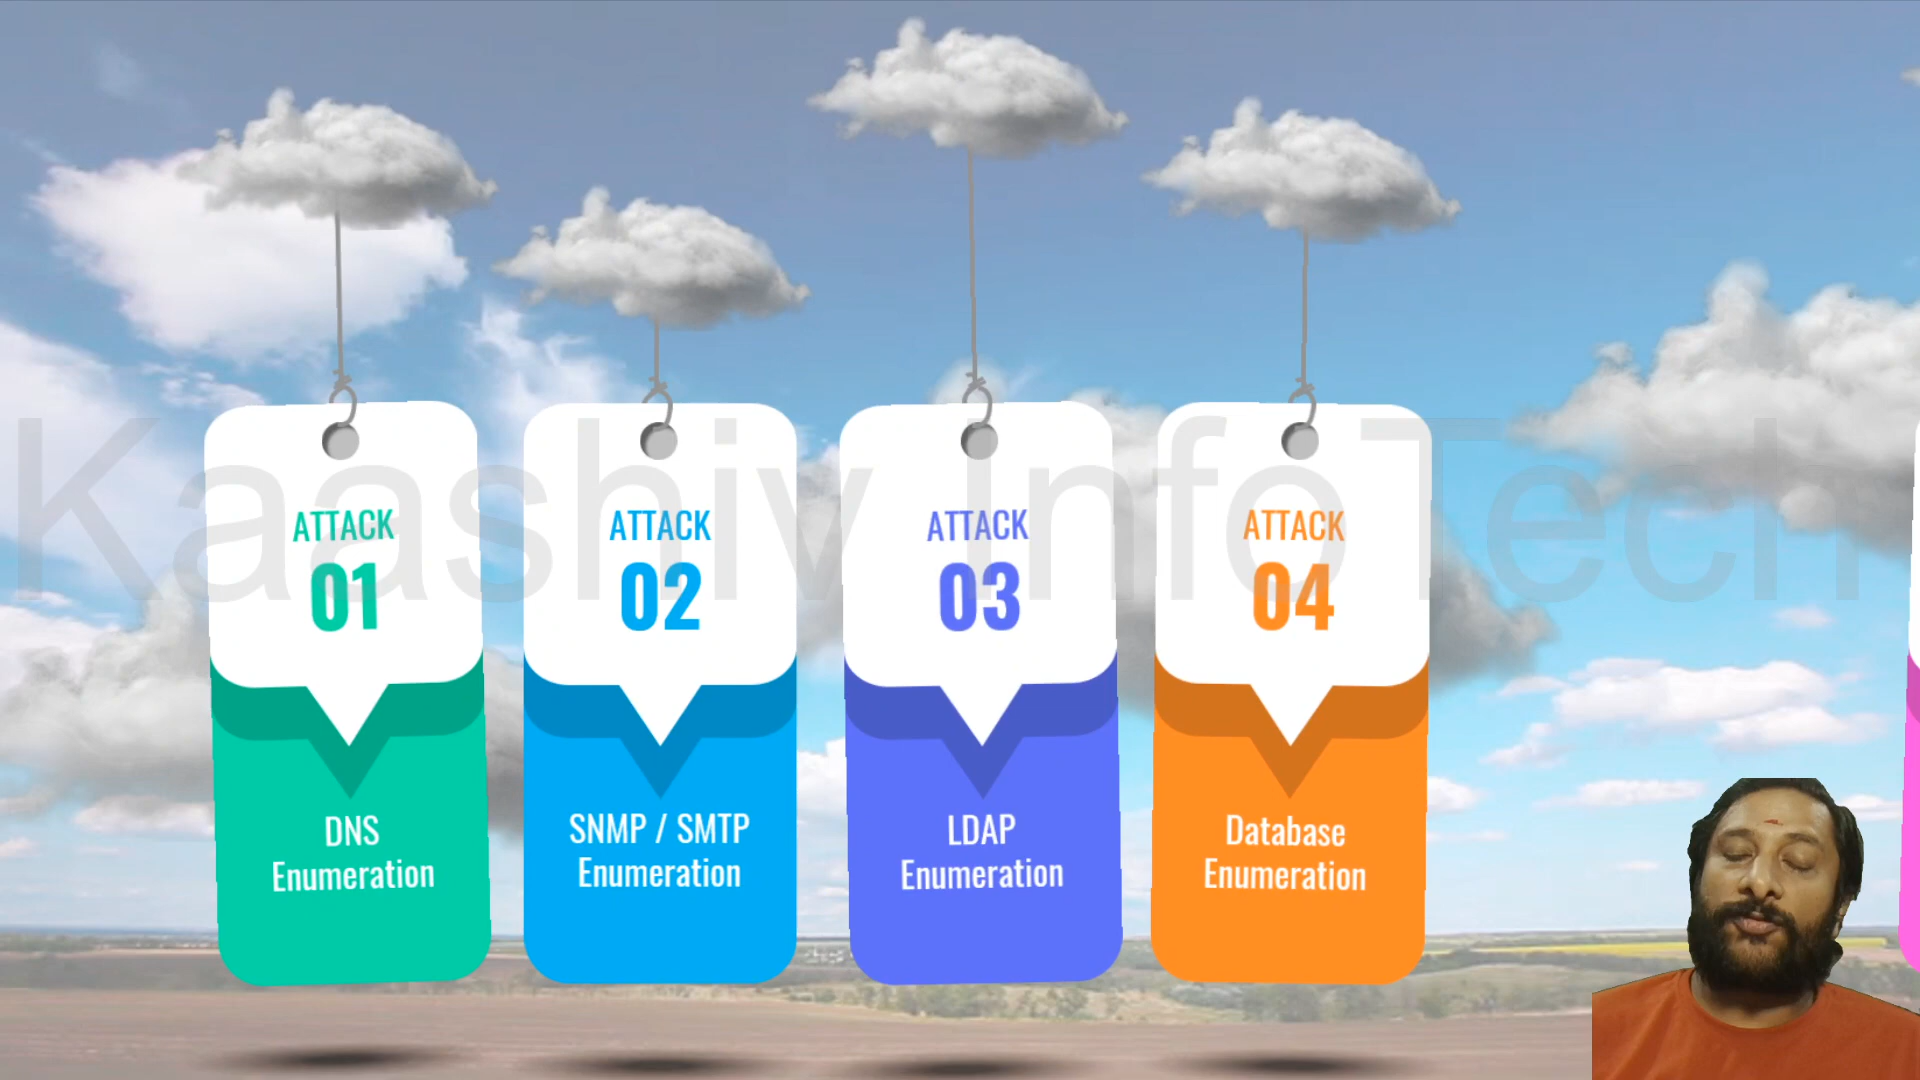 ATTACK
01
DNS
Enumeration
ATTACK
02
SNMP / SMTP
Enumeration
ATTACK
03
LDAP
Enumeration
ATTACK
04
Database
Enumeration
Kaashiv InfoTech